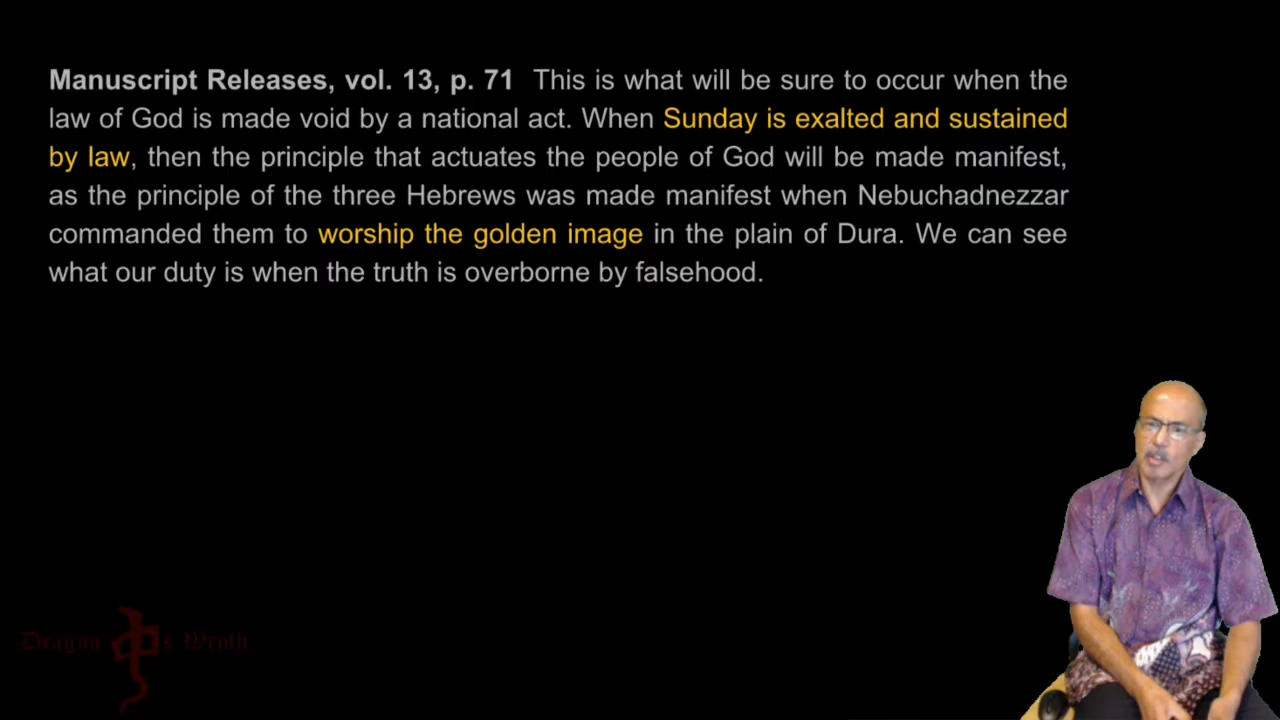 Manuscript Releases, vol. 13, p. 71 This is what will be sure to occur when the
law of God is made void by a national act. When Sunday is exalted and sustained
by law, then the principle that actuates the people of God will be made manifest,
as the principle of the three Hebrews was made manifest when Nebuchadnezzar
commanded them to worship the golden image in the plain of Dura. We can see
what our duty is when the truth is overborne by falsehood.
Dragon s Wrath